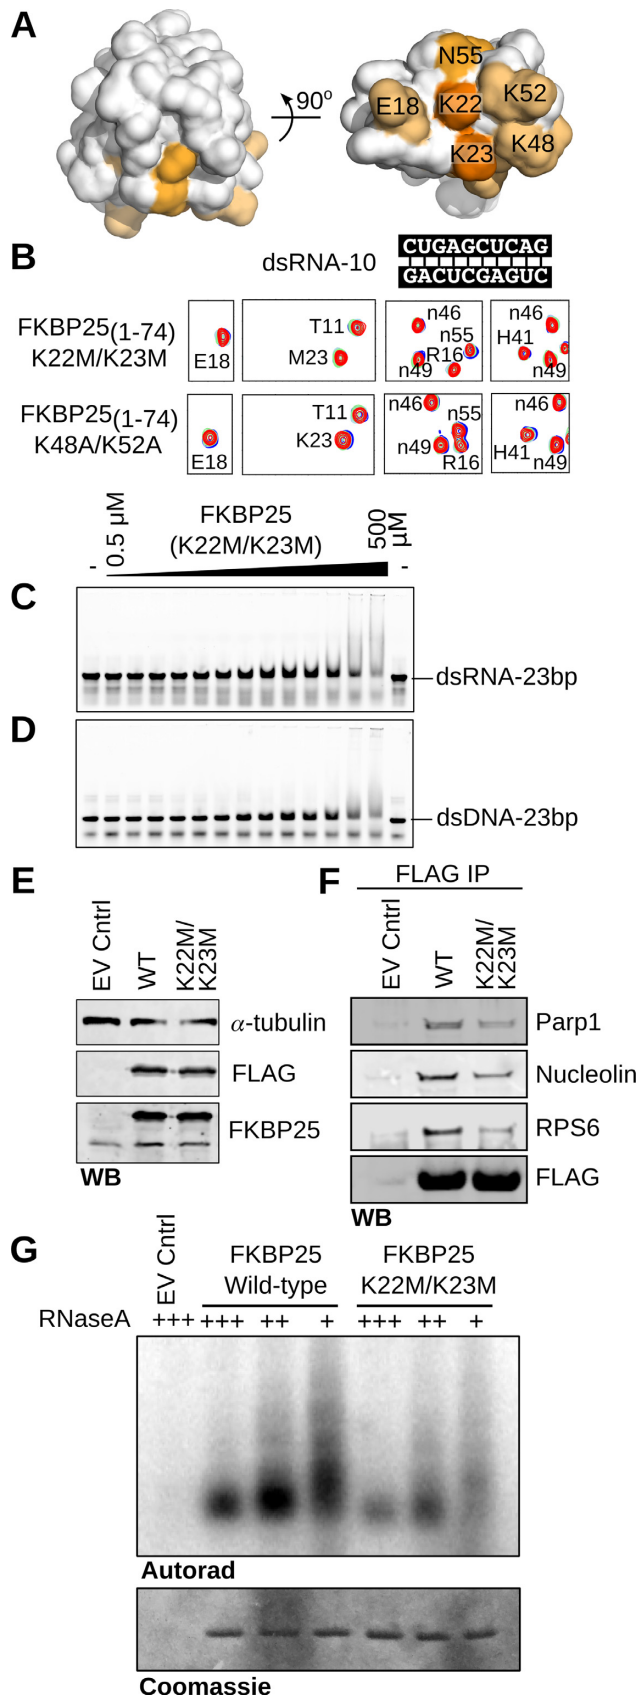 A
90o
N55
E18
K22
K52
K23
K48
B
dsRNA-10
CUGAGCUCAG
GACUCGAGUC
FKBP25(1-74)
K22M/K23M
E18
T11
M23
n46
n55
R16
n49
n46
H41
n49
FKBP25(1-74)
K48A/K52A
E18
T11
K23
n46
n55
n49
R16
n46
H41
n49
- 0.5 µM
FKBP25
(K22M/K23M)
500
µM
-
C
dsRNA-23bp
D
dsDNA-23bp
E
EV Cntrl
WT
K22M/
K23M
α-tubulin
FLAG
FKBP25
WB
F
FLAG IP
EV Cntrl
WT
K22M/
K23M
Parp1
Nucleolin
RPS6
FLAG
WB
G
EV Cntrl
FKBP25
Wild-type
FKBP25
K22M/K23M
RNaseA +++ +++ ++ + +++ ++ +
Autorad
Coomassie